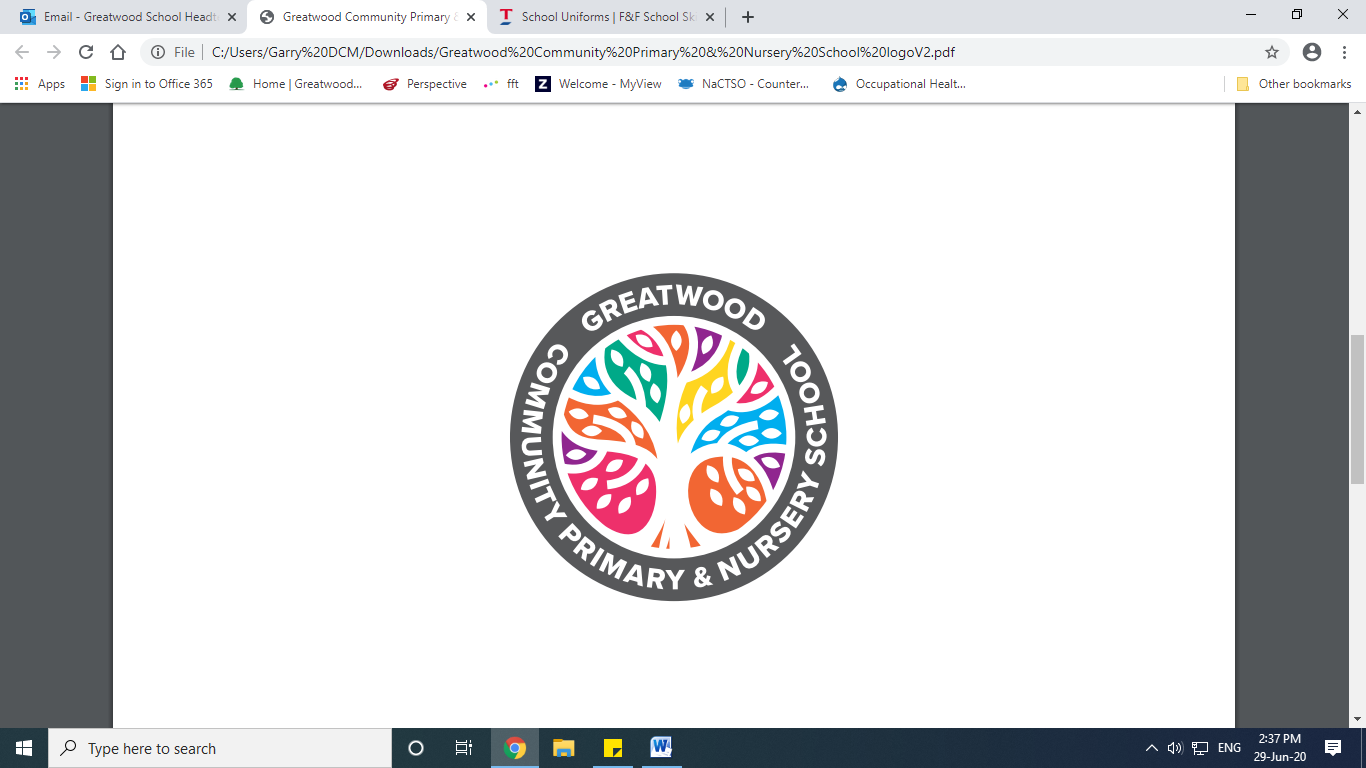 Email - Greatwood School Headt
Greatwood Community Primary &
School Uniforms | F&F School Ski
File C:/Users/Garry%20DCM/Downloads/Greatwood%20Community%20Primary%20&%20Nursery%20School%20logoV2.pdf
Apps Sign in to Office 365 Home | Greatwood... Perspective fft Welcome - MyView NaCTSO - Counter... Occupational Healt... Other bookmarks
GREATWOOD
COMMUNITY PRIMARY & NURSERY SCHOOL
Type here to search
ENG
2:37 PM
29-Jun-20